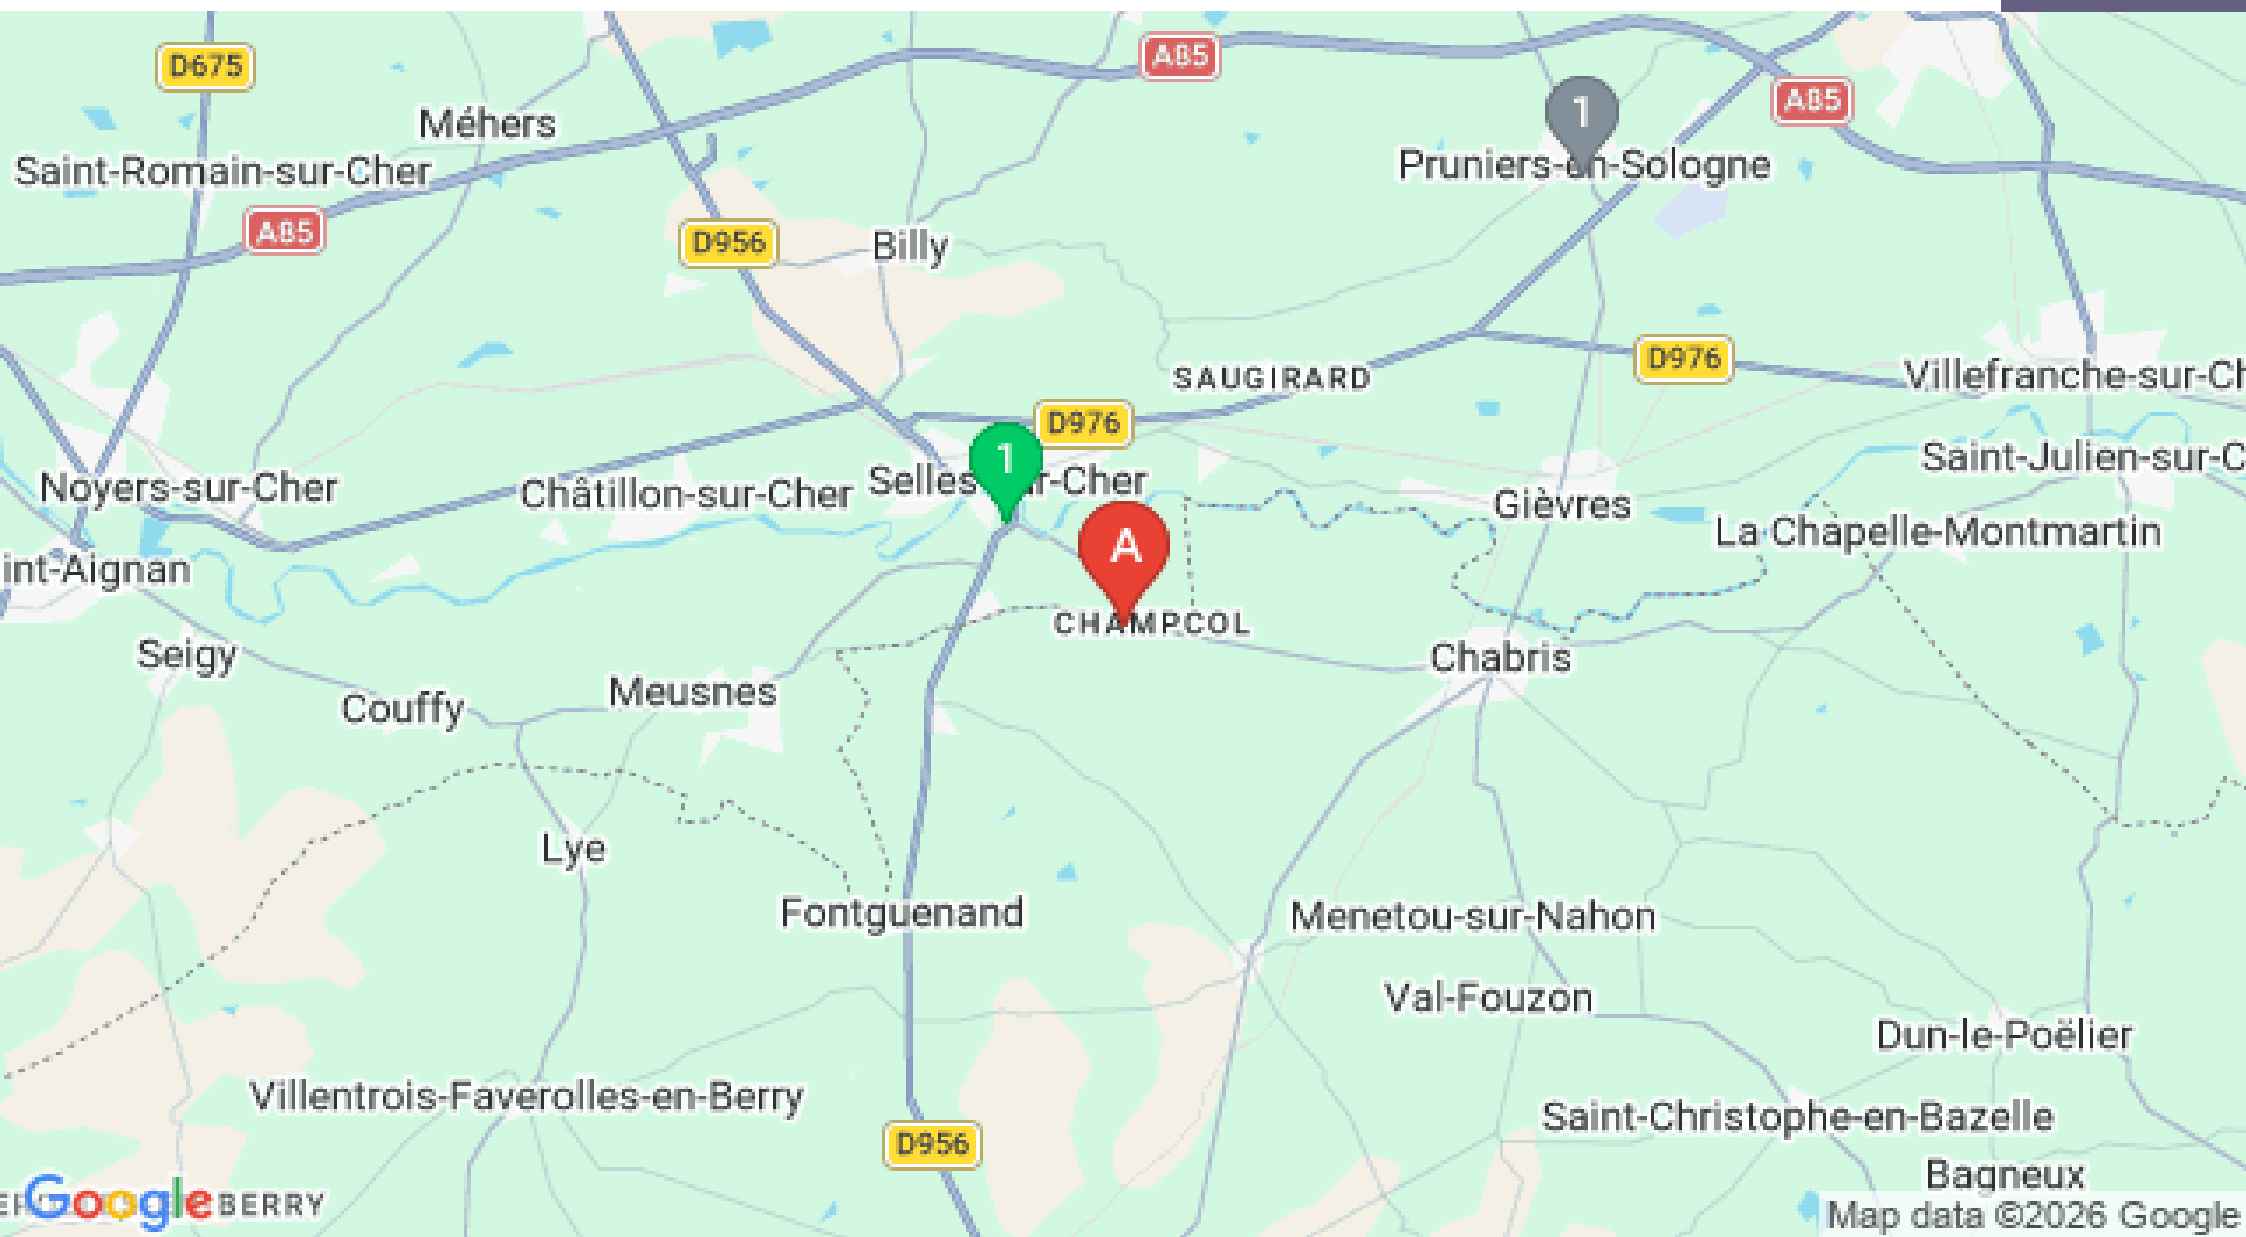 A85
D675
1
A85
Méhers
Pruniers-en-Sologne
Saint-Romain-sur-Cher
A85
D956
Billy
D976
SAUGIRARD
Villefranche-sur-Ch
D976
1
Saint-Julien-sur-C
Selles-sur-Cher
Noyers-sur-Cher
Châtillon-sur-Cher
Gièvres
La Chapelle-Montmartin
A
int-Aignan
CHAMPCOL
Seigy
Chabris
Meusnes
Couffy
Lye
Fontguenand
Menetou-sur-Nahon
Val-Fouzon
Dun-le-Poëlier
Villentrois-Faverolles-en-Berry
Saint-Christophe-en-Bazelle
D956
Bagneux
Google
BERRY
Map data ©2026 Google